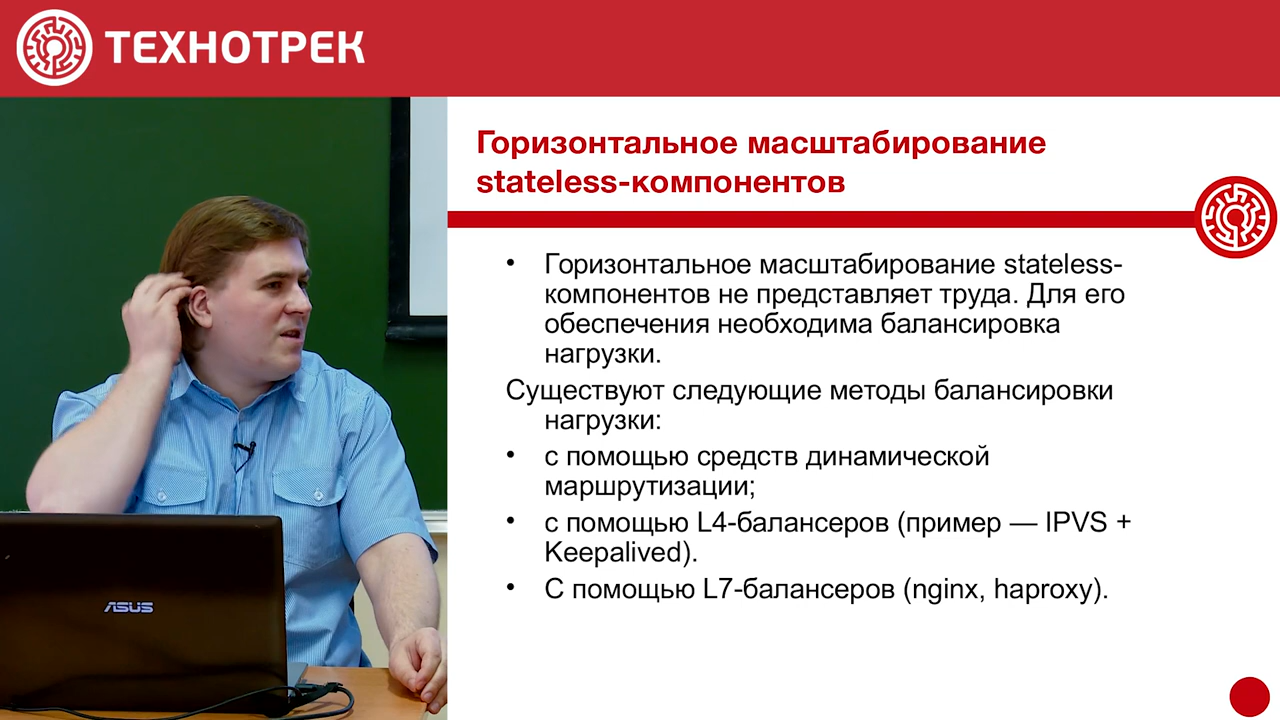 ТЕХНОТРЕК
Горизонтальное масштабирование
stateless-компонентов
• Горизонтальное масштабирование stateless-
компонентов не представляет труда. Для его
обеспечения необходима балансировка
нагрузки.
Существуют следующие методы балансировки
нагрузки:
• с помощью средств динамической
маршрутизации;
• с помощью L4-балансеров (пример — IPVS +
Keepalived).
• С помощью L7-балансеров (nginx, haproxy).
ASUS